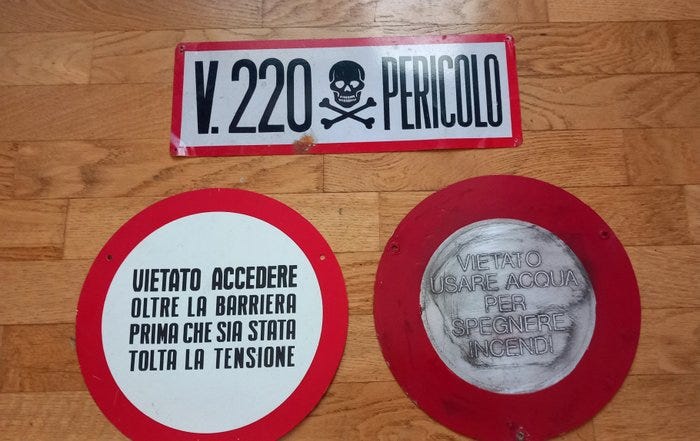 V. 220 PERICOLO
VIETATO ACCEDERE
OLTRE LA BARRIERA
PRIMA CHE SIA STATA
TOLTA LA TENSIONE
VIETATO
USARE ACQUA
PER
SPEGNERE
INCENDI